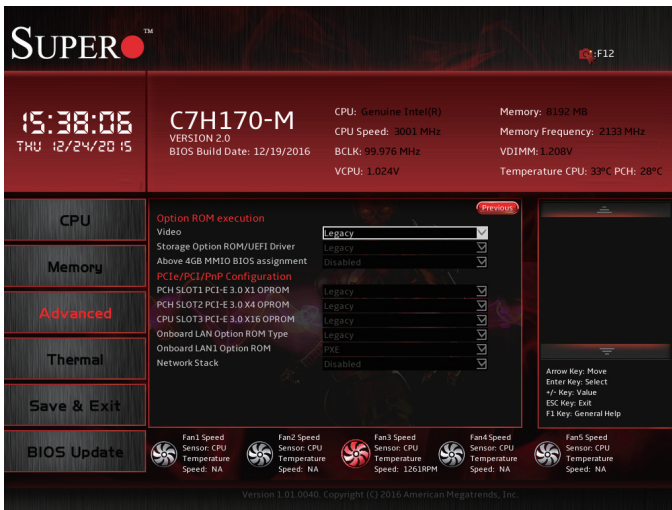 SUPERO™
:F12
15:38:06
THU 12/24/2015
C7H170-M
VERSION 2.0
BIOS Build Date: 12/19/2016
CPU: Genuine Intel(R)
CPU Speed: 3001 MHz
BCLK: 99.976 MHz
VCPU: 1.024V
Memory: 8192 MB
Memory Frequency: 2133 MHz
VDIMM: 1.208V
Temperature CPU: 33°C PCH: 28°C
CPU
Memory
Advanced
Thermal
Save & Exit
BIOS Update
Previous
Option ROM execution
Video Legacy
Storage Option ROM/UEFI Driver Legacy
Above 4GB MMIO BIOS assignment Disabled
PCIe/PCI/PnP Configuration
PCH SLOT1 PCI-E 3.0 X1 OPROM Legacy
PCH SLOT2 PCI-E 3.0 X4 OPROM Legacy
CPU SLOT3 PCI-E 3.0 X16 OPROM Legacy
Onboard LAN Option ROM Type Legacy
Onboard LAN1 Option ROM PXE
Network Stack Disabled
Arrow Key: Move
Enter Key: Select
+/- Key: Value
ESC Key: Exit
F1 Key: General Help
Fan1 Speed
Sensor: CPU
Temperature
Speed: NA
Fan2 Speed
Sensor: CPU
Temperature
Speed: NA
Fan3 Speed
Sensor: CPU
Temperature
Speed: 1261RPM
Fan4 Speed
Sensor: CPU
Temperature
Speed: NA
Fan5 Speed
Sensor: CPU
Temperature
Speed: NA
Version 1.01.0040. Copyright (C) 2016 American Megatrends, Inc.